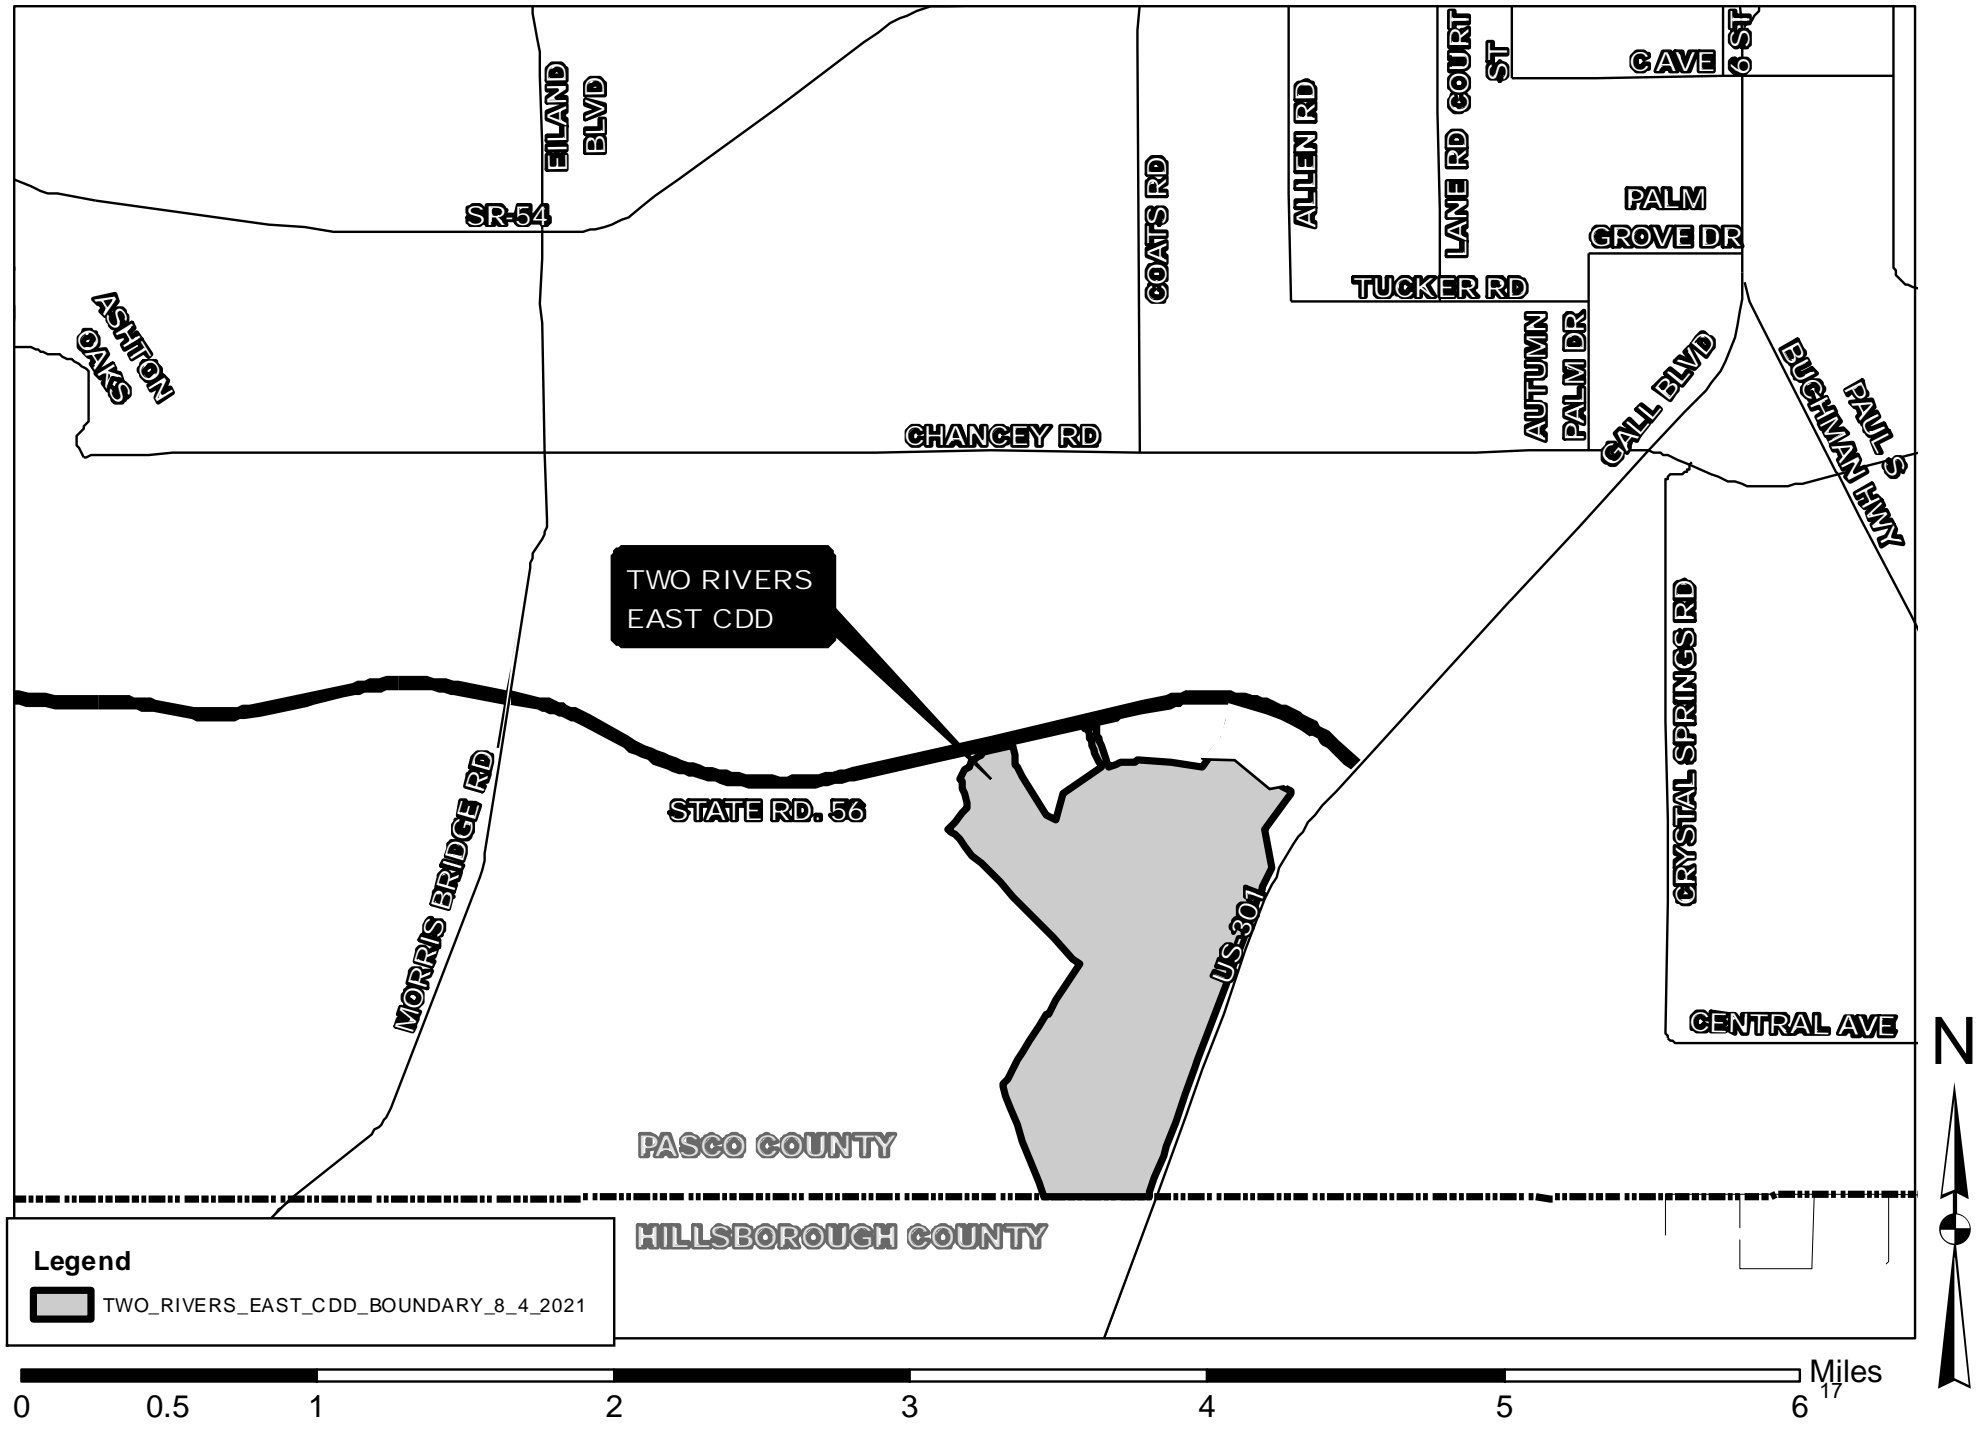 EILAND
BLVD
SR-54
COATS RD
ALLEN RD
LANE RD
COURT
ST
C AVE
6 ST
PALM
GROVE DR
TUCKER RD
ASHTON
OAKS
AUTUMN
PALM DR
GALL BLVD
PAUL S
BUCHMAN HWY
CHANCEY RD
TWO RIVERS
EAST CDD
CRYSTAL SPRINGS RD
STATE RD. 56
MORRIS BRIDGE RD
US-301
CENTRAL AVE
N
PASCO COUNTY
HILLSBOROUGH COUNTY
Legend
TWO_RIVERS_EAST_CDD_BOUNDARY_8_4_2021
Miles
17
0 0.5 1 2 3 4 5 6